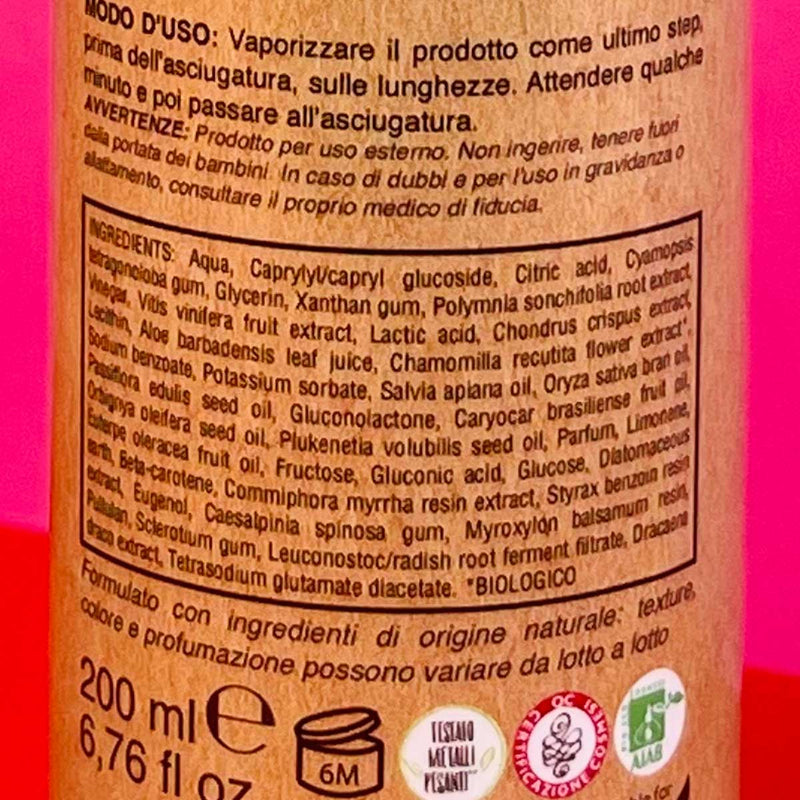 MODO D'USO: Vaporizzare il prodotto come ultimo step,
prima dell'asciugatura, sulle lunghezze. Attendere qualche
minuto e poi passare all'asciugatura.
AVVERTENZE: Prodotto per uso esterno. Non ingerire, tenere fuori
dalla portata dei bambini. In caso di dubbi e per l'uso in gravidanza o
allattamento, consultare il proprio medico di fiducia.
INGREDIENTS: Aqua, Caprylyl/capryl glucoside, Citric acid, Cyamopsis
tetragonoloba gum, Glycerin, Xanthan gum, Polymnia sonchifolia root extract,
Vinegar, Vitis vinifera fruit extract, Lactic acid, Chondrus crispus extract,
Lecithin, Aloe barbadensis leaf juice, Chamomilla recutita flower extract*,
Sodium benzoate, Potassium sorbate, Salvia apiana oil, Oryza sativa bran oil,
Passiflora edulis seed oil, Gluconolactone, Caryocar brasiliense fruit oil,
Orbignya oleifera seed oil, Plukenetia volubilis seed oil, Parfum, Limonene,
Euterpe oleracea fruit oil, Fructose, Gluconic acid, Glucose, Diatomaceous
earth, Beta-carotene, Commiphora myrrha resin extract, Styrax benzoin resin
extract, Eugenol, Caesalpinia spinosa gum, Myroxylon balsamum resin,
Pullulan, Sclerotium gum, Leuconostoc/radish root ferment filtrate, Dracaena
draco extract, Tetrasodium glutamate diacetate. *BIOLOGICO
Formulato con ingredienti di origine naturale: texture,
colore e profumazione possono variare da lotto a lotto
200 ml e
6,76 fl oz
6M
TESTATO
METALLI
PESANTI
QC CERTIFICAZIONE COSMESI
AIAB
for